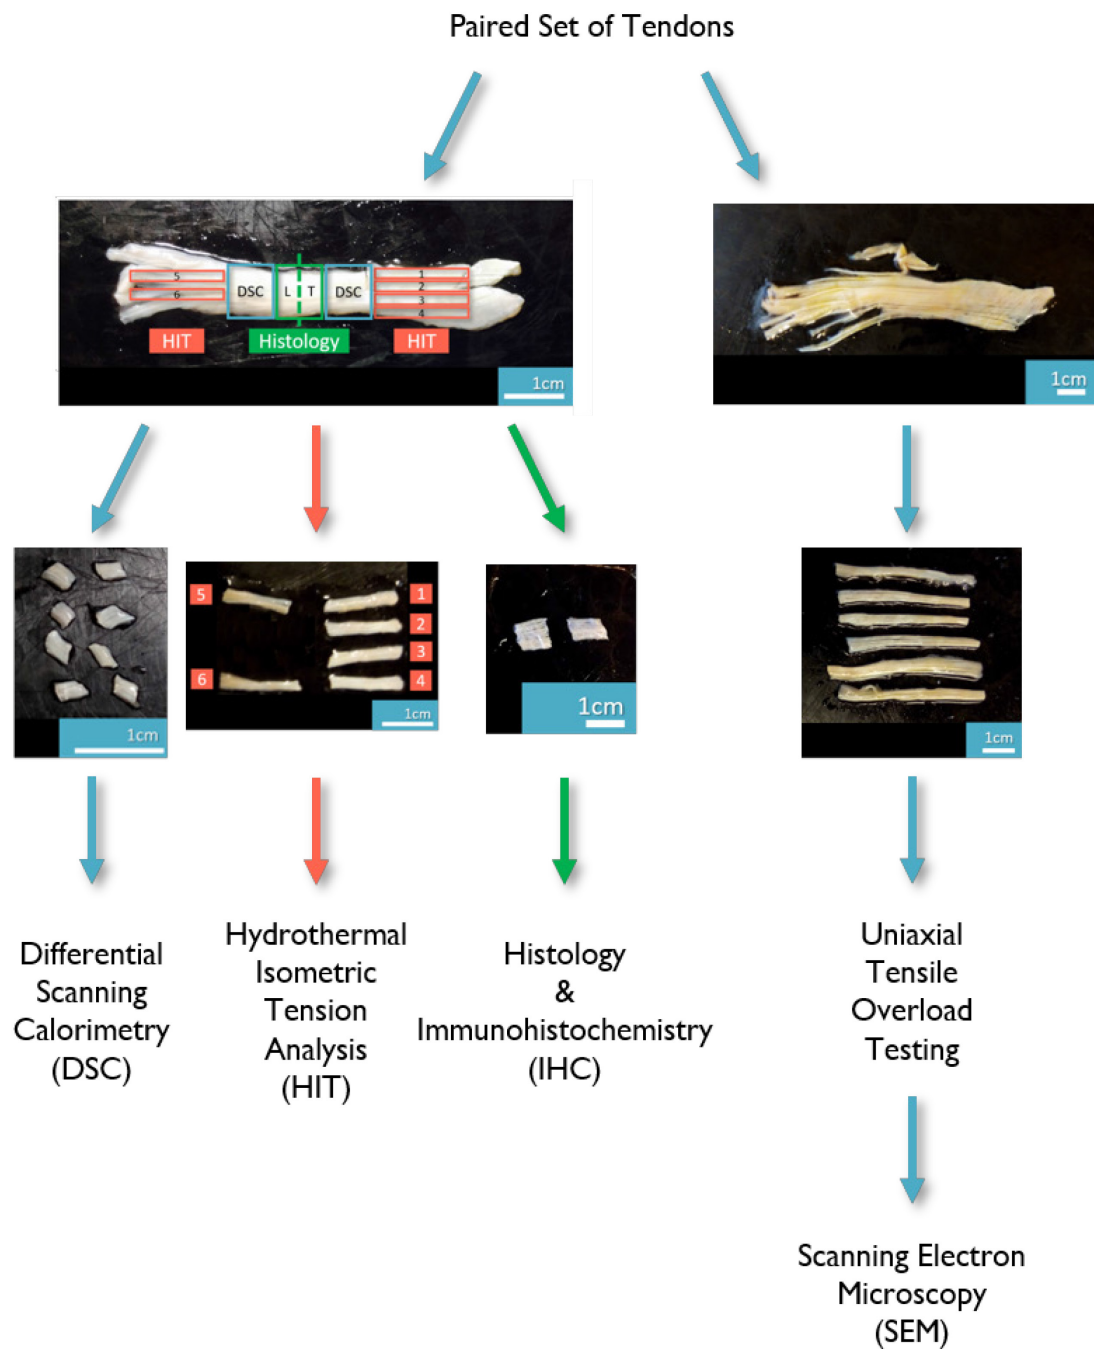 Paired Set of Tendons
5
6
DSC
L
T
DSC
1
2
3
4
HIT
Histology
HIT
1cm
1cm
1cm
5
6
1
2
3
4
1cm
1cm
1cm
Differential
Scanning
Calorimetry
(DSC)
Hydrothermal
Isometric
Tension
Analysis
(HIT)
Histology
&
Immunohistochemistry
(IHC)
Uniaxial
Tensile
Overload
Testing
Scanning Electron
Microscopy
(SEM)